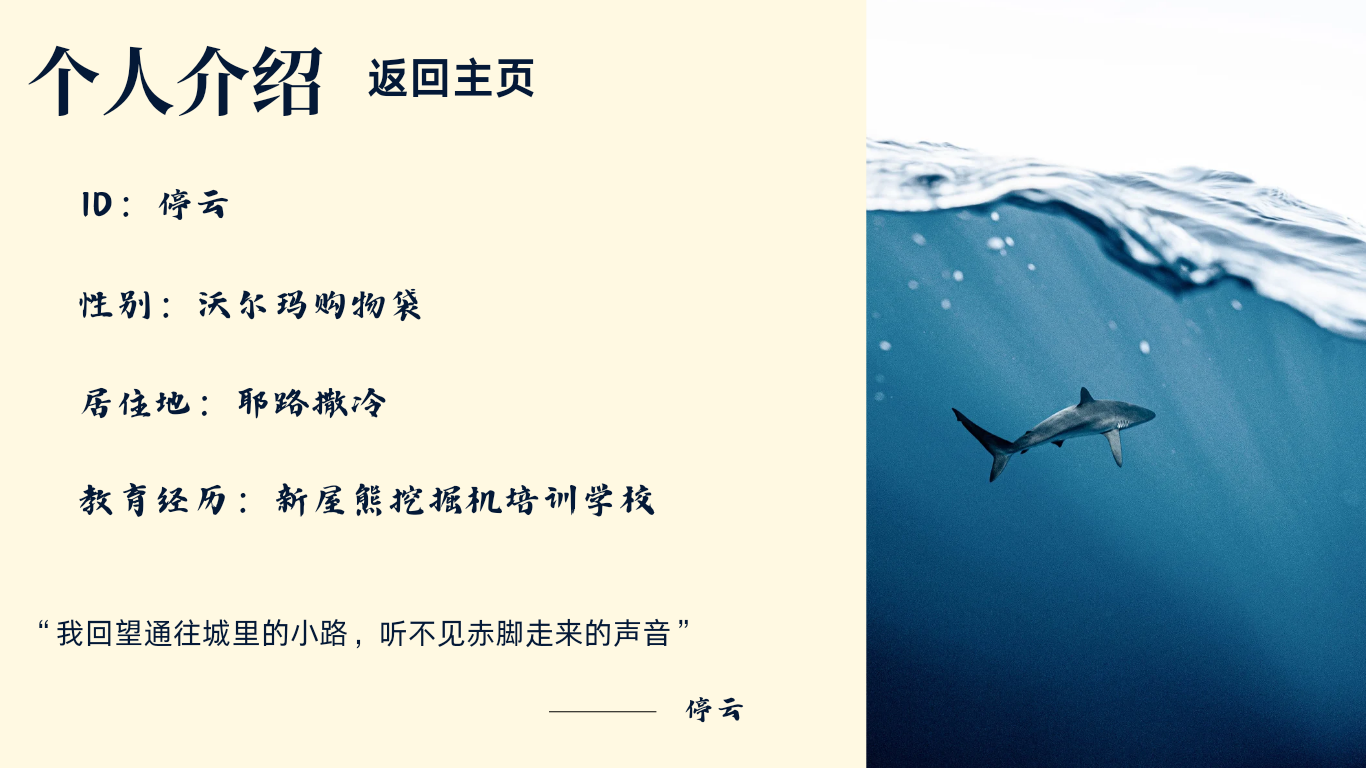 个人介绍 返回主页
ID：停云
性别：沃尔玛购物袋
居住地：耶路撒冷
教育经历：新屋熊挖掘机培训学校
“我回望通往城里的小路，听不见赤脚走来的声音”
—— 停云